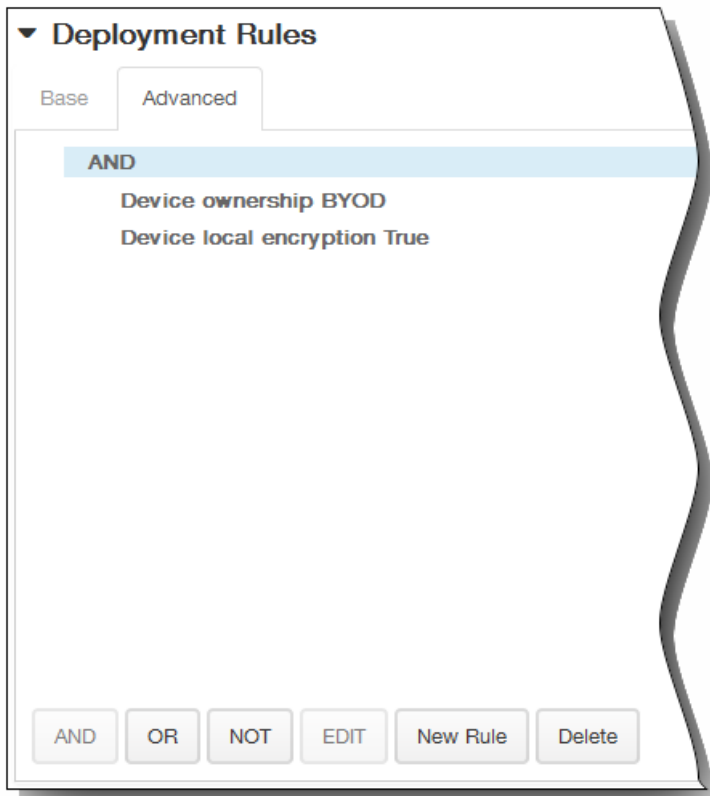 Deployment Rules
Base Advanced
AND
Device ownership BYOD
Device local encryption True
AND OR NOT EDIT New Rule Delete